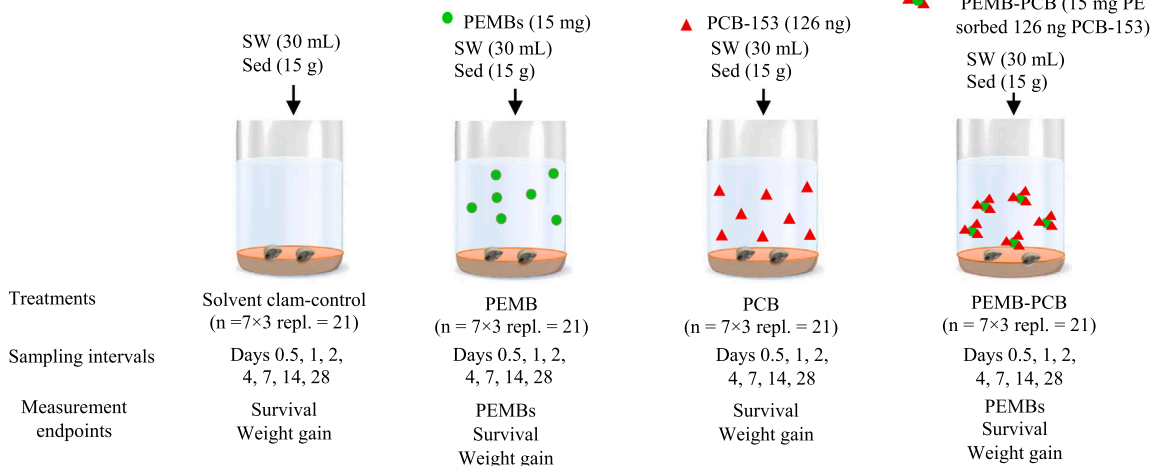 PEMBs (15 mg)
SW (30 mL)
Sed (15 g)
PCB-153 (126 ng)
SW (30 mL)
Sed (15 g)
PEMB-PCB (15 mg PE
sorbed 126 ng PCB-153)
SW (30 mL)
Sed (15 g)
SW (30 mL)
Sed (15 g)
Treatments
Solvent clam-control
(n =7×3 repl. = 21)
PEMB
(n = 7×3 repl. = 21)
PCB
(n = 7×3 repl. = 21)
PEMB-PCB
(n = 7×3 repl. = 21)
Sampling intervals
Days 0.5, 1, 2,
4, 7, 14, 28
Days 0.5, 1, 2,
4, 7, 14, 28
Days 0.5, 1, 2,
4, 7, 14, 28
Days 0.5, 1, 2,
4, 7, 14, 28
Measurement
endpoints
Survival
Weight gain
PEMBs
Survival
Weight gain
Survival
Weight gain
PEMBs
Survival
Weight gain